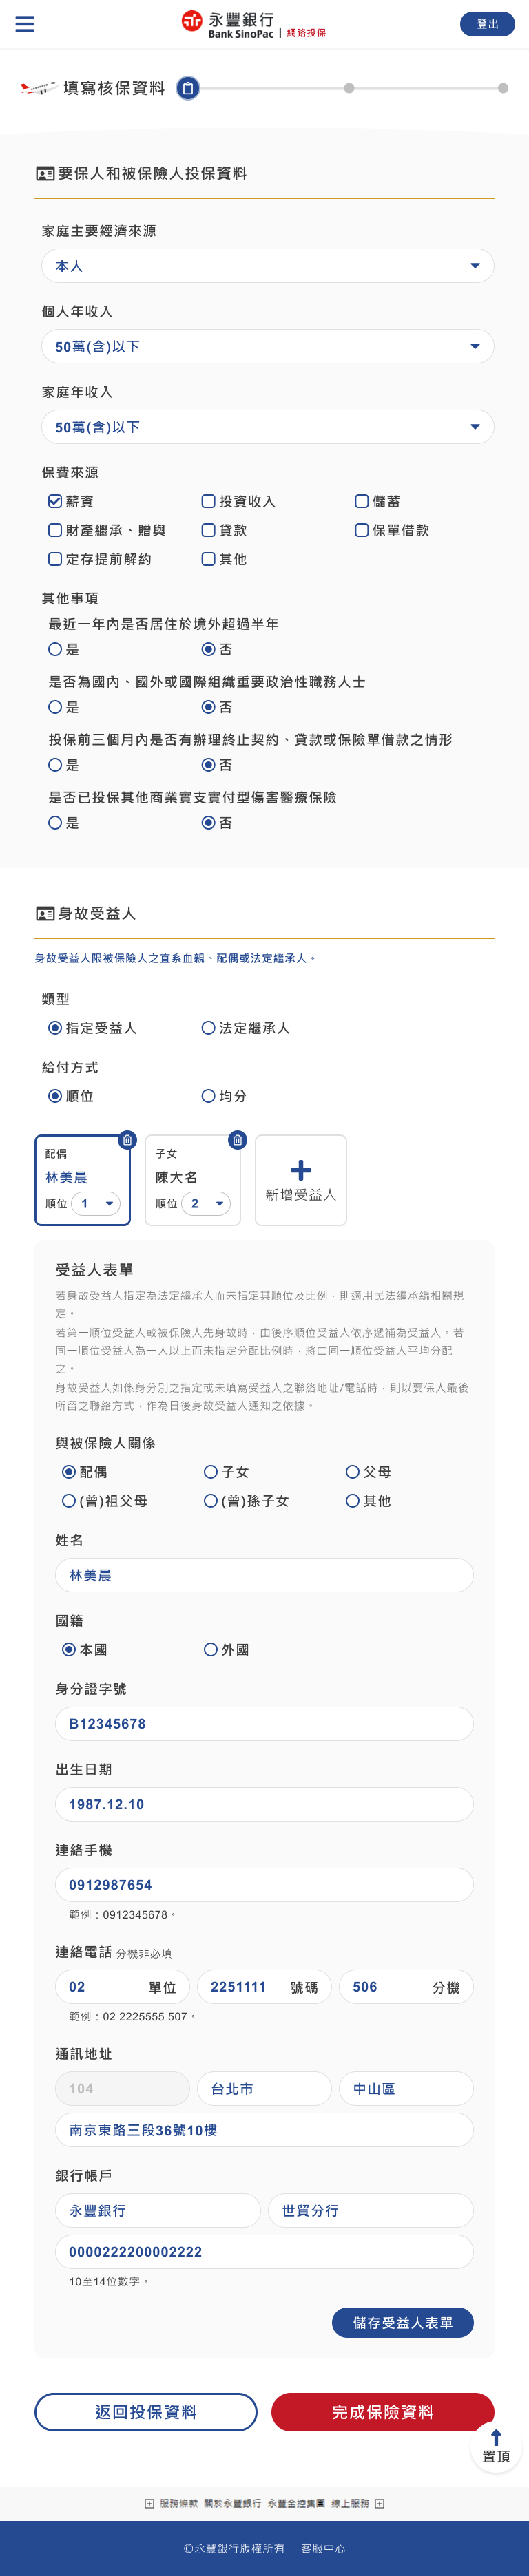 永豐銀行
Bank SinoPac | 網路投保
登出
填寫核保資料
要保人和被保險人投保資料
家庭主要經濟來源
本人
個人年收入
50萬(含)以下
家庭年收入
50萬(含)以下
保費來源
薪資 投資收入 儲蓄
財產繼承、贈與 貸款 保單借款
定存提前解約 其他
其他事項
最近一年內是否居住於境外超過半年
是 否
是否為國內、國外或國際組織重要政治性職務人士
是 否
投保前三個月內是否有辦理終止契約、貸款或保險單借款之情形
是 否
是否已投保其他商業實支實付型傷害醫療保險
是 否
身故受益人
身故受益人限被保險人之直系血親、配偶或法定繼承人。
類型
指定受益人 法定繼承人
給付方式
順位 均分
配偶
林美晨
順位 1
子女
陳大名
順位 2
新增受益人
受益人表單
若身故受益人指定為法定繼承人而未指定其順位及比例，則適用民法繼承編相關規
定。
若第一順位受益人較被保險人先身故時，由後序順位受益人依序遞補為受益人。若
同一順位受益人為一人以上而未指定分配比例時，將由同一順位受益人平均分配
之。
身故受益人如係身分別之指定或未填寫受益人之聯絡地址/電話時，則以要保人最後
所留之聯絡方式，作為日後身故受益人通知之依據。
與被保險人關係
配偶 子女 父母
(曾)祖父母 (曾)孫子女 其他
姓名
林美晨
國籍
本國 外國
身分證字號
B12345678
出生日期
1987.12.10
連絡手機
0912987654
範例：0912345678。
連絡電話 分機非必填
02 單位 2251111 號碼 506 分機
範例：02 2225555 507。
通訊地址
104 台北市 中山區
南京東路三段36號10樓
銀行帳戶
永豐銀行 世貿分行
0000222200002222
10至14位數字。
儲存受益人表單
返回投保資料 完成保險資料
置頂
服務條款 關於永豐銀行 永豐金控集團 線上服務
©永豐銀行版權所有 客服中心